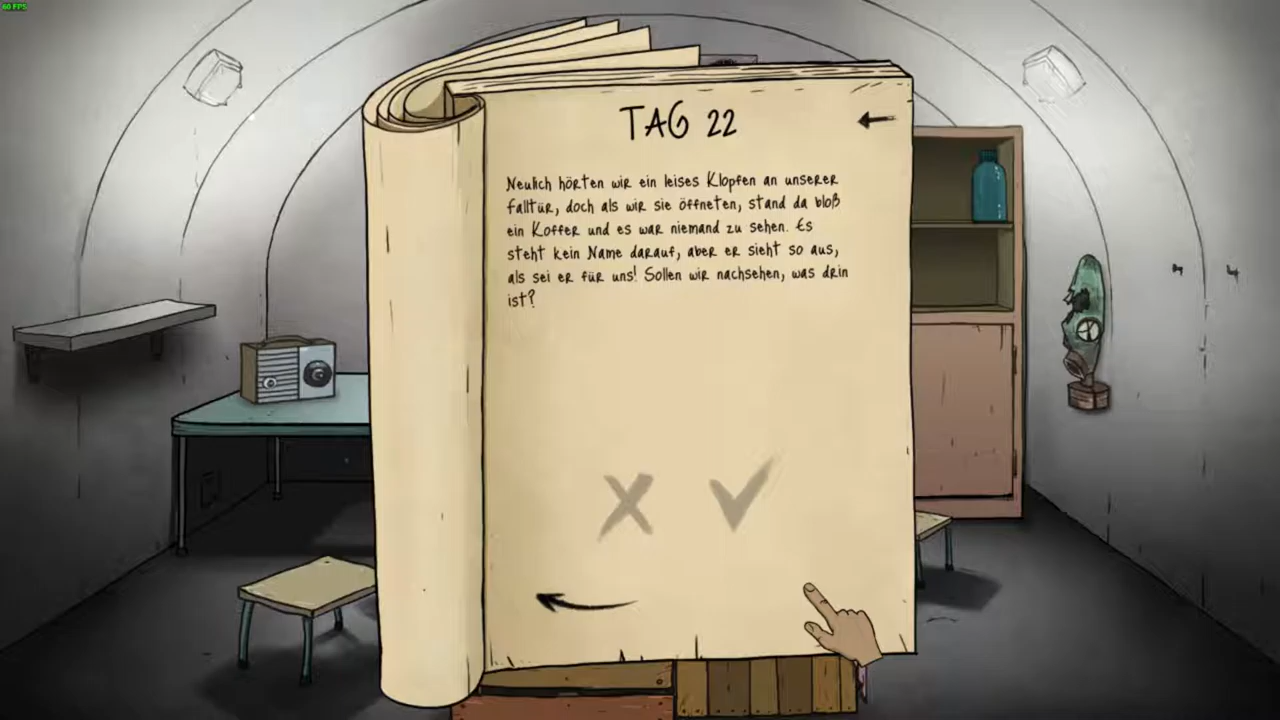 60 FPS
TAG 22
Neulich hörten wir ein leises Klopfen an unserer
Falltür, doch als wir sie öffneten, stand da bloß
ein Koffer und es war niemand zu sehen. Es
steht kein Name darauf, aber er sieht so aus,
als sei er für uns! Sollen wir nachsehen, was drin
ist?